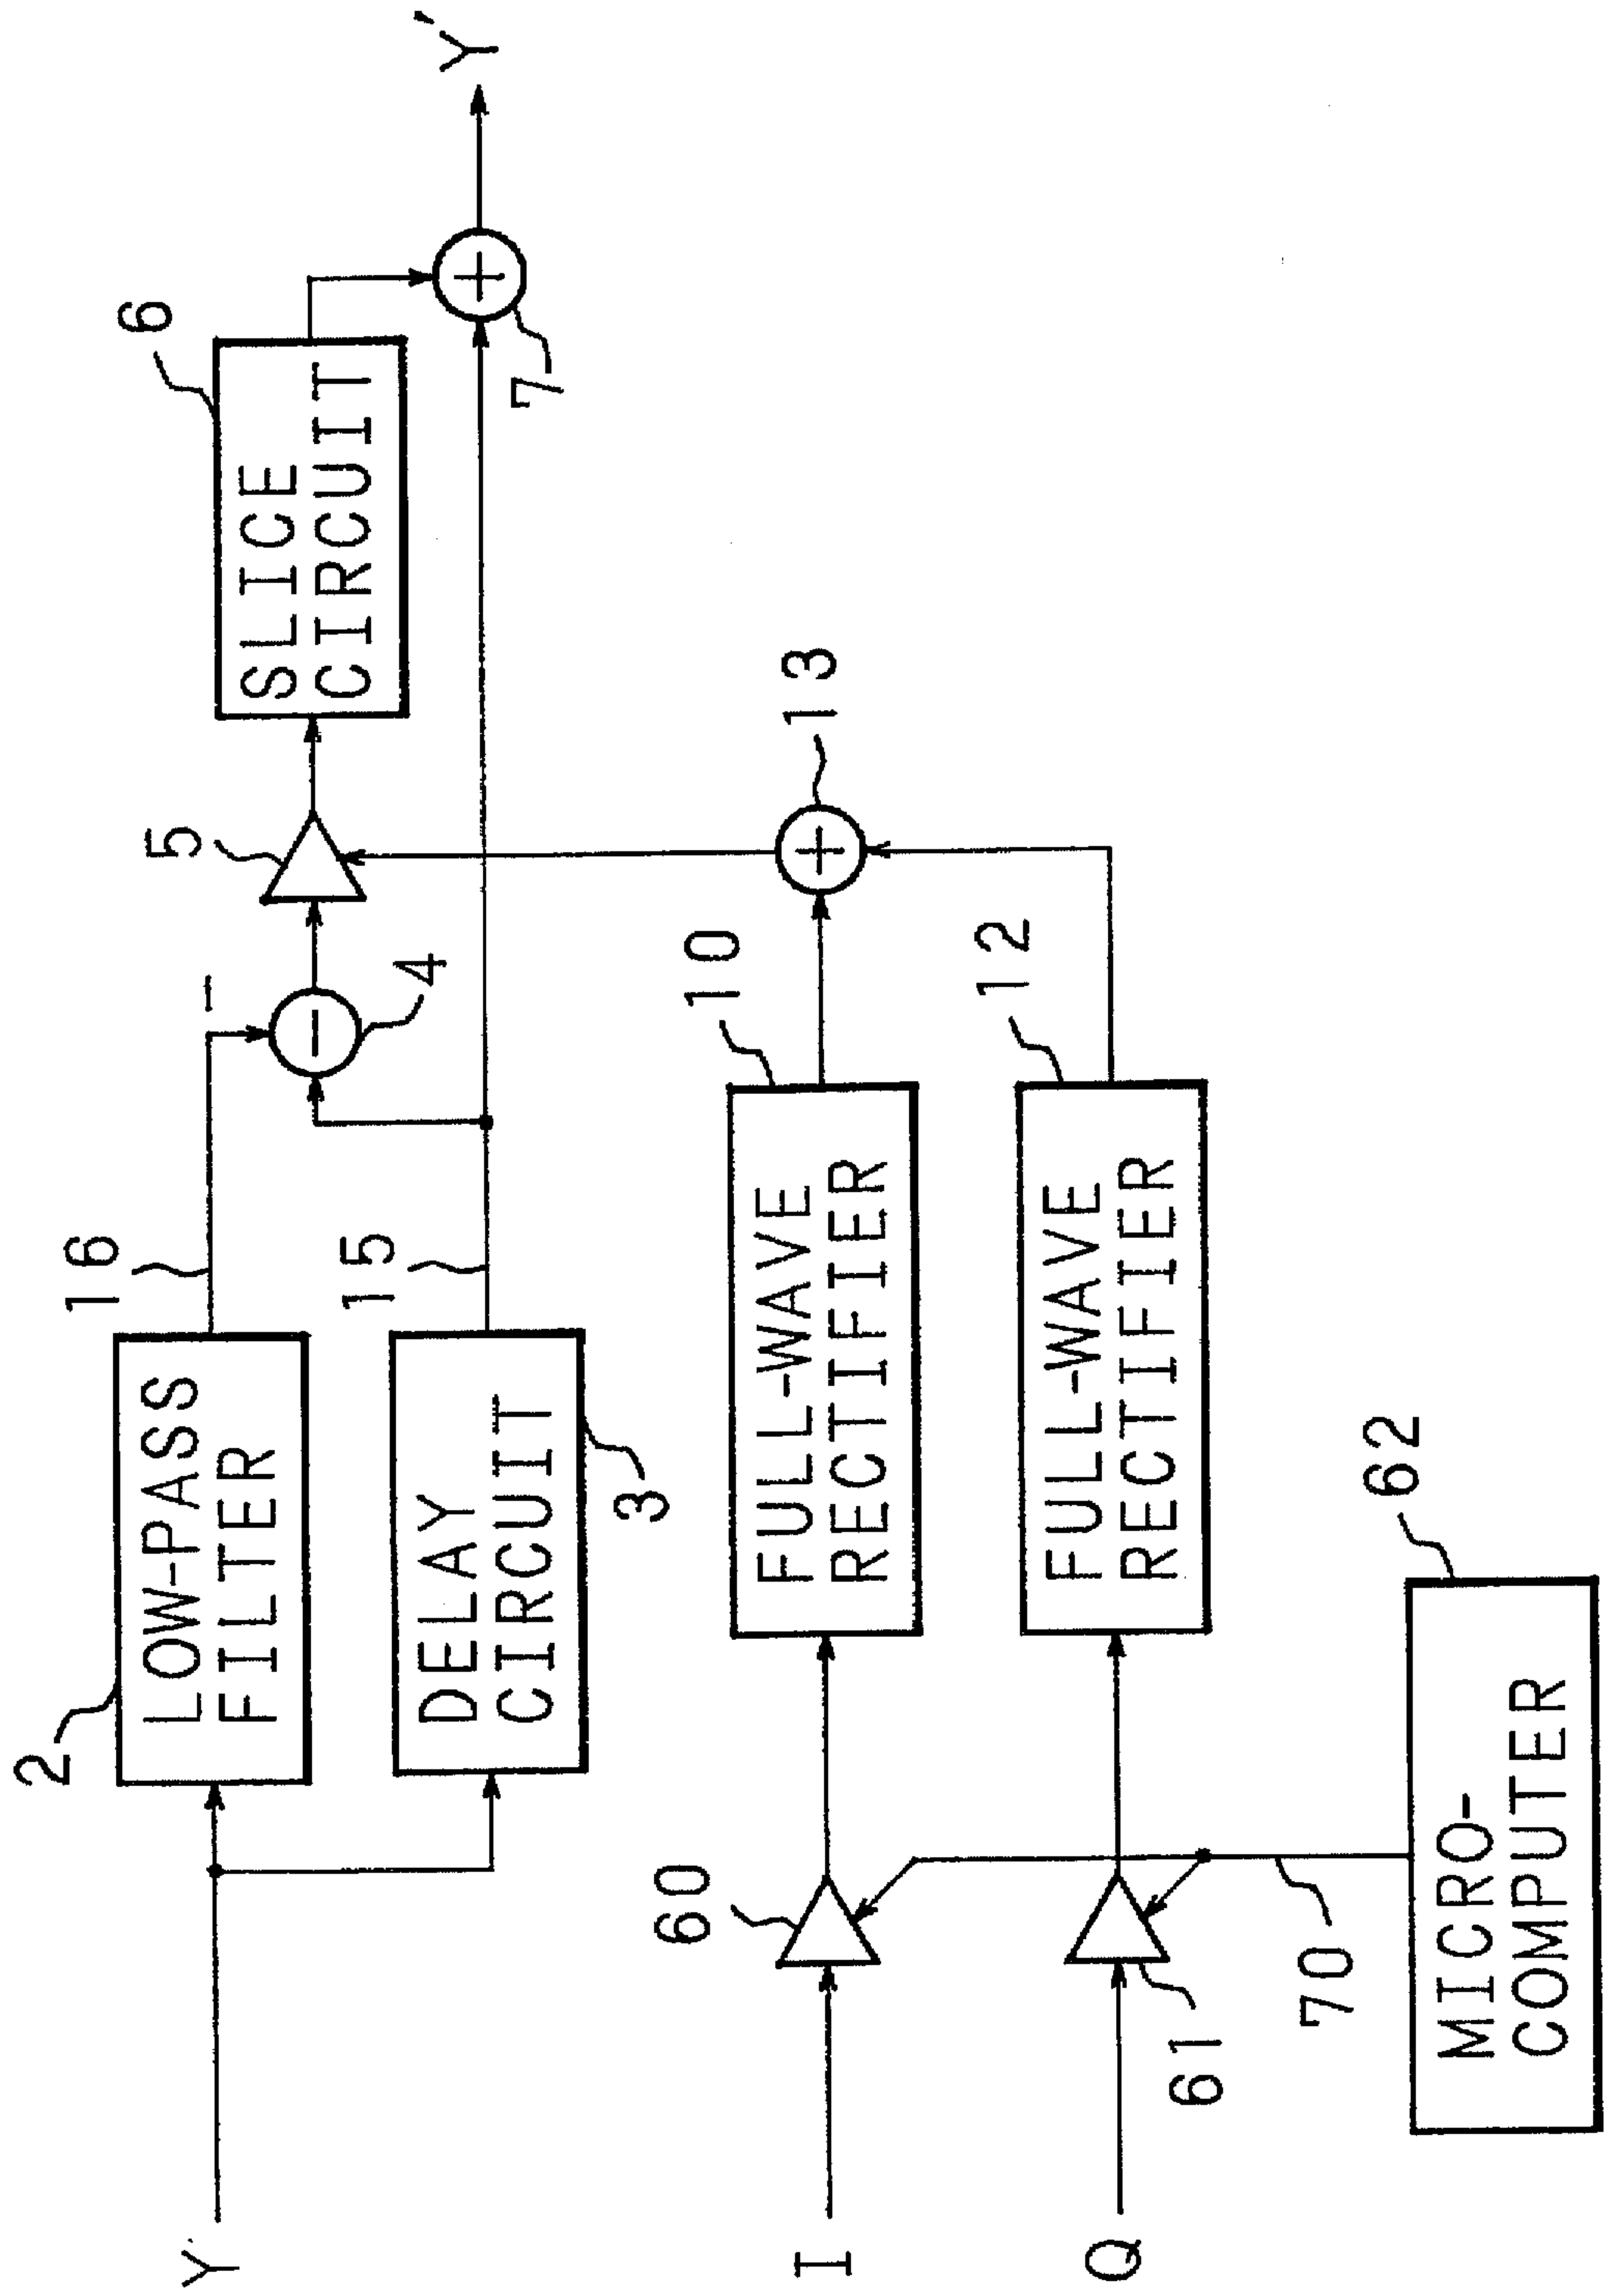 Y
2
LOW-PASS
FILTER
16
4
−
5
6
SLICE
CIRCUIT
−
DELAY
CIRCUIT
3
15
+
7
Y'
I
60
FULL-WAVE
RECTIFIER
10
+
13
Q
61
FULL-WAVE
RECTIFIER
12
70
MICRO-
COMPUTER
62